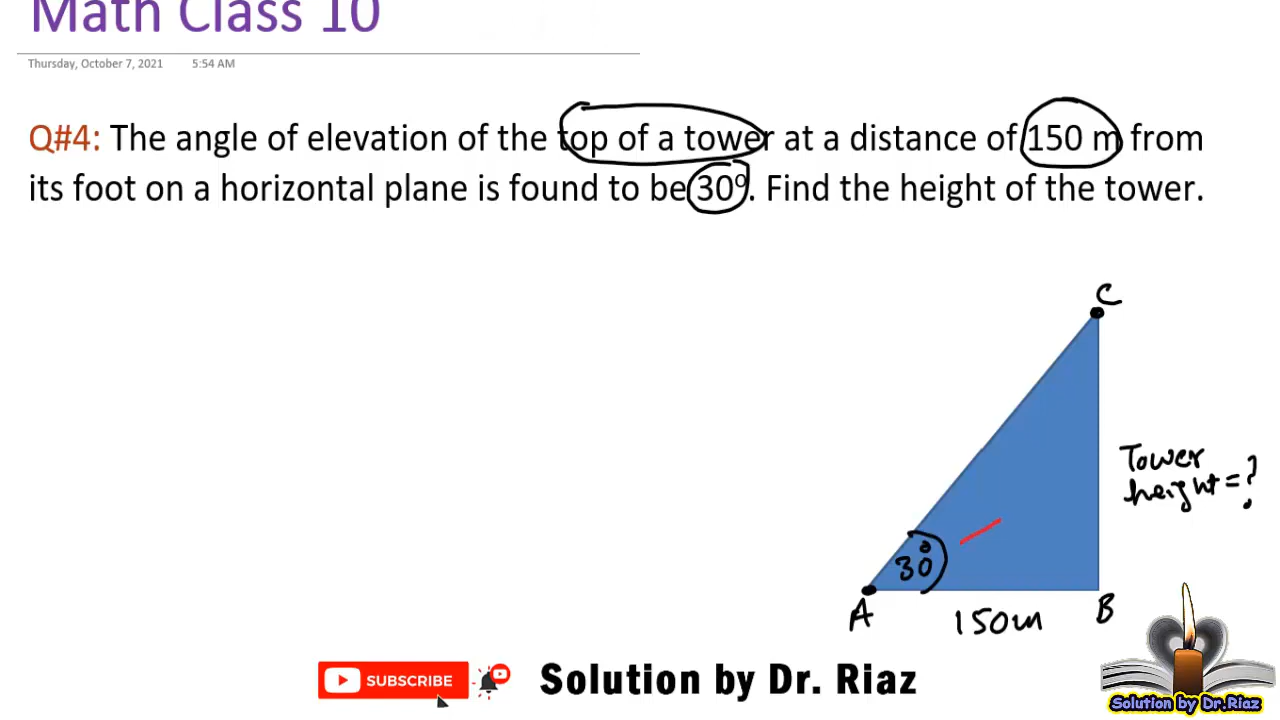 Math Class 10
Thursday, October 7, 2021 5:54 AM
Q#4: The angle of elevation of the top of a tower at a distance of 150 m from
its foot on a horizontal plane is found to be 30⁰. Find the height of the tower.
C
Tower
height = ?
30°
A
150m
B
SUBSCRIBE
Solution by Dr. Riaz
Solution by Dr.Riaz